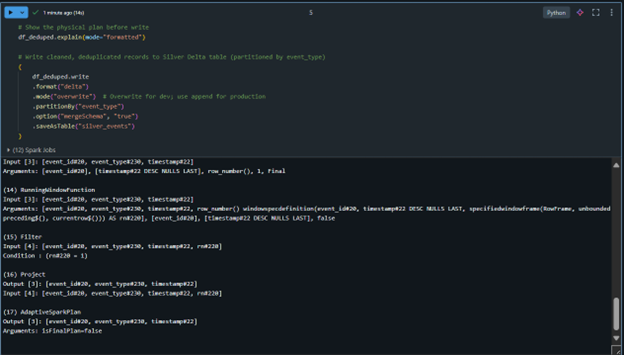 1 minute ago (14s)
5
Python
# Show the physical plan before write
df_deduped.explain(mode="formatted")
# Write cleaned, deduplicated records to Silver Delta table (partitioned by event_type)
(
df_deduped.write
.format("delta")
.mode("overwrite") # Overwrite for dev; use append for production
.partitionBy("event_type")
.option("mergeSchema", "true")
.saveAsTable("silver_events")
)
(12) Spark Jobs
Input [3]: [event_id#20, event_type#230, timestamp#22]
Arguments: [event_id#20], [timestamp#22 DESC NULLS LAST], row_number(), 1, Final
(14) RunningWindowFunction
Input [3]: [event_id#20, event_type#230, timestamp#22]
Arguments: [event_id#20, event_type#230, timestamp#22, row_number() windowspecdefinition(event_id#20, timestamp#22 DESC NULLS LAST, specifiedwindowframe(RowFrame, unbounded
preceding$(), currentrow$())) AS rn#220], [event_id#20], [timestamp#22 DESC NULLS LAST], false
(15) Filter
Input [4]: [event_id#20, event_type#230, timestamp#22, rn#220]
Condition : (rn#220 = 1)
(16) Project
Output [3]: [event_id#20, event_type#230, timestamp#22]
Input [4]: [event_id#20, event_type#230, timestamp#22, rn#220]
(17) AdaptiveSparkPlan
Output [3]: [event_id#20, event_type#230, timestamp#22]
Arguments: isFinalPlan=false